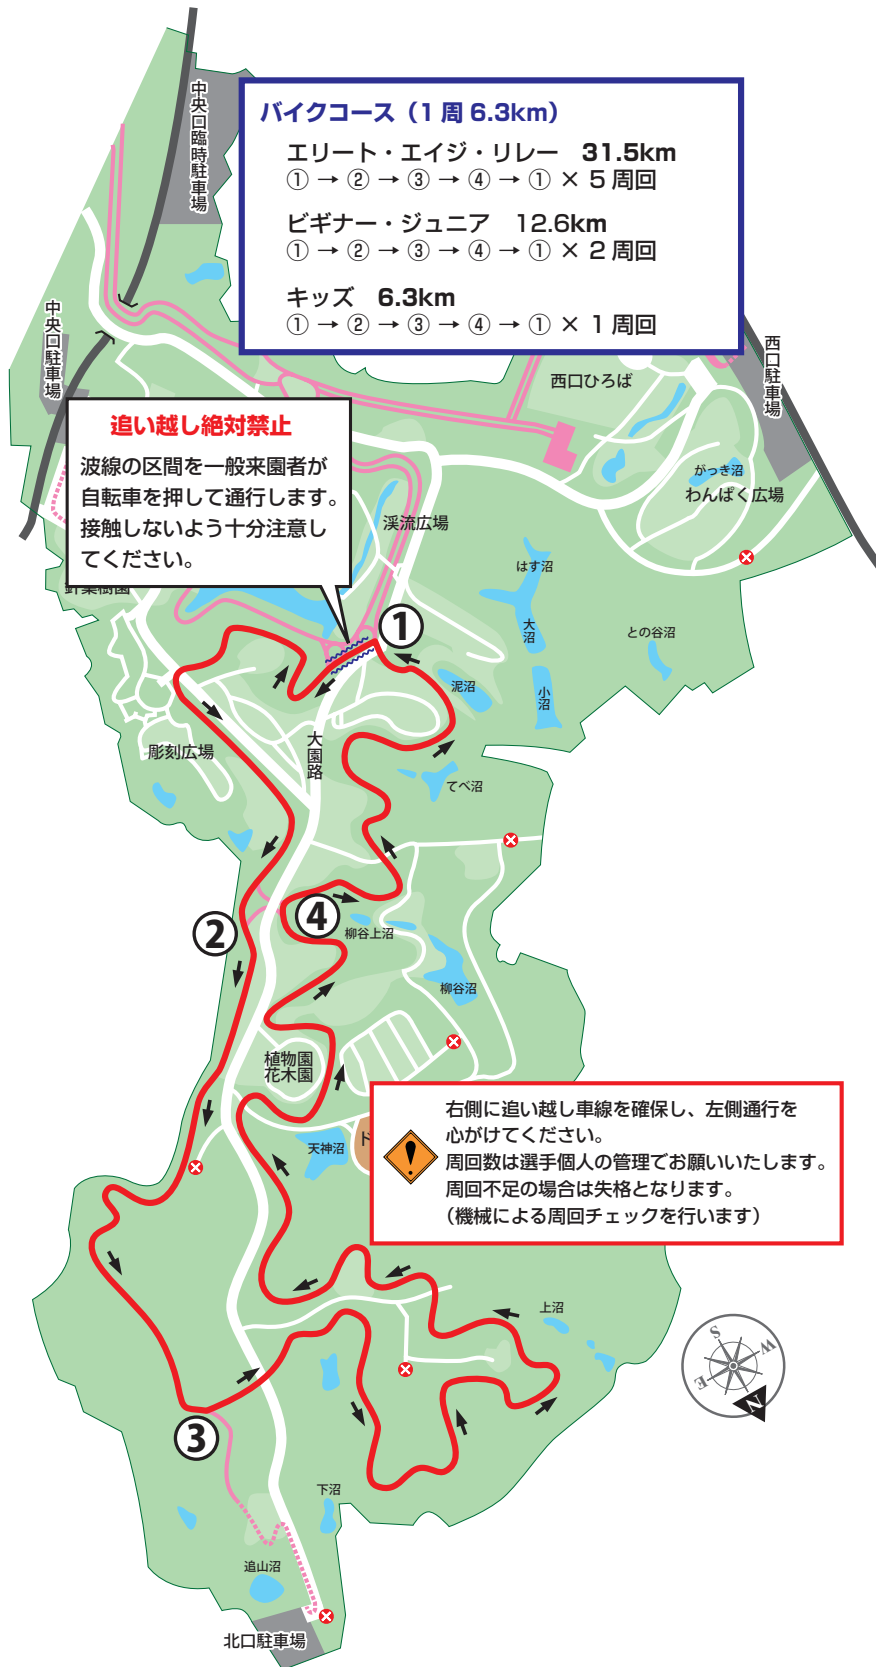 中央口臨時駐車場
バイクコース（1 周 6.3km）
エリート・エイジ・リレー　31.5km
① → ② → ③ → ④ → ① × 5 周回
ビギナー・ジュニア　12.6km
① → ② → ③ → ④ → ① × 2 周回
キッズ　6.3km
① → ② → ③ → ④ → ① × 1 周回
中央口駐車場
西口駐車場
西口ひろば
追い越し絶対禁止
波線の区間を一般来園者が
自転車を押して通行します。
接触しないよう十分注意し
てください。
がっき沼
わんぱく広場
渓流広場
はす沼
大沼
との谷沼
小沼
①
泥沼
彫刻広場
大園路
てべ沼
④
②
柳谷上沼
柳谷沼
植物園
花木園
天神沼
ド
右側に追い越し車線を確保し、左側通行を
心がけてください。
周回数は選手個人の管理でお願いいたします。
周回不足の場合は失格となります。
（機械による周回チェックを行います）
上沼
S
W
E
N
③
下沼
追山沼
北口駐車場